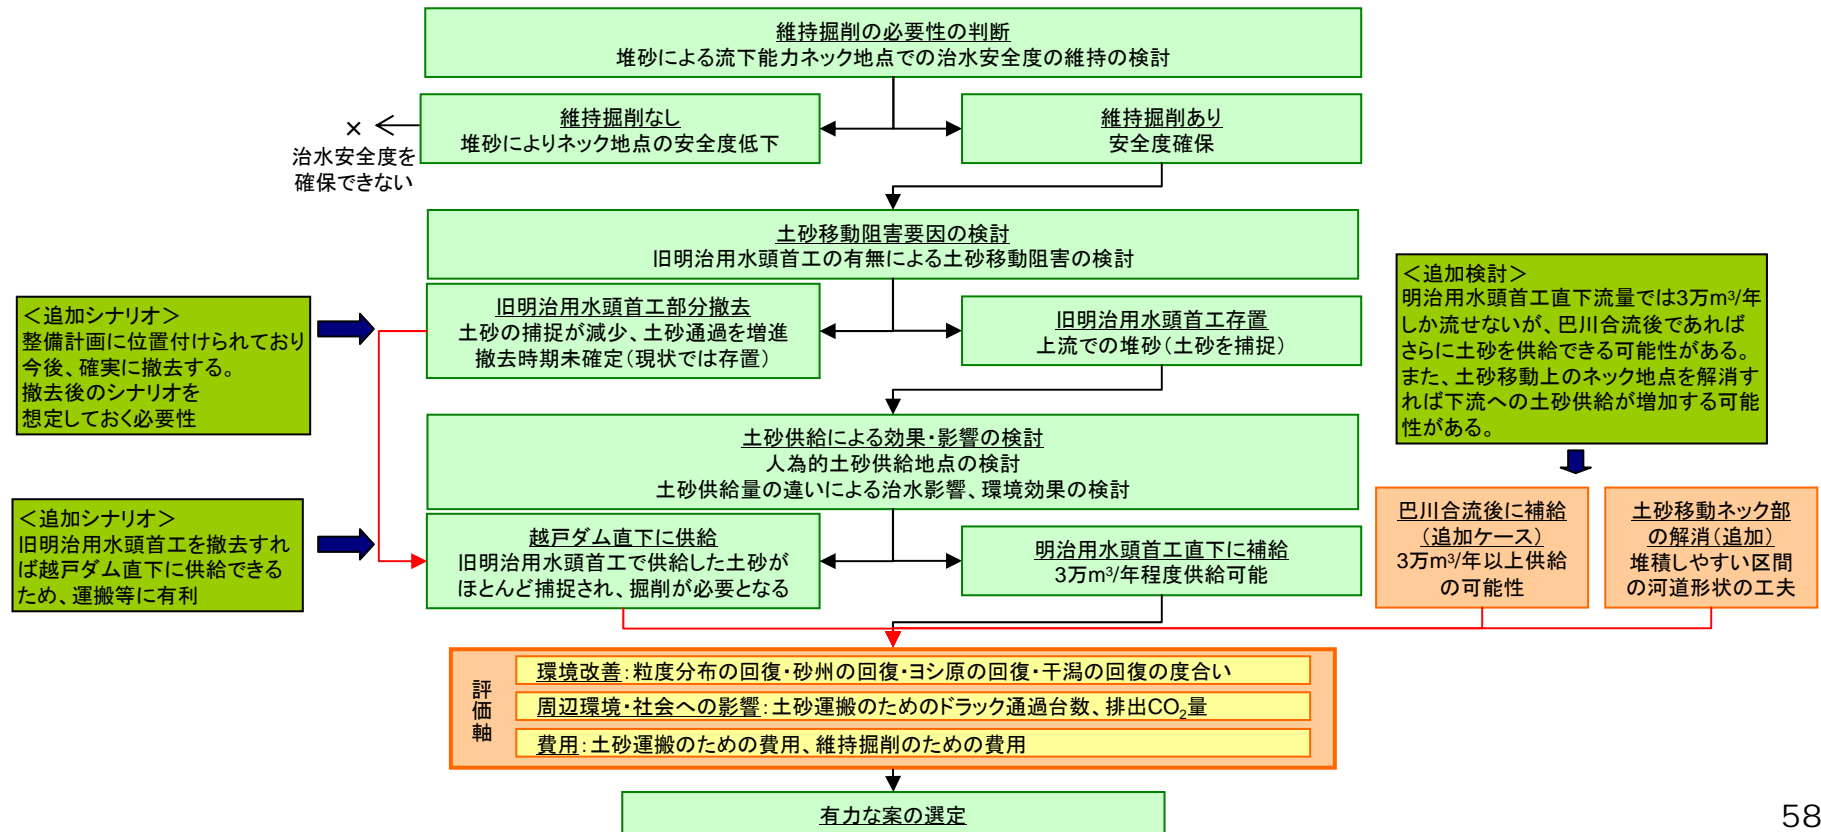 維持掘削の必要性の判断
堆砂による流下能力ネック地点での治水安全度の維持の検討
維持掘削なし
堆砂によりネック地点の安全度低下
維持掘削あり
安全度確保
×
治水安全度を
確保できない
土砂移動阻害要因の検討
旧明治用水頭首工の有無による土砂移動阻害の検討
<追加シナリオ>
整備計画に位置付けられており
今後、確実に撤去する。
撤去後のシナリオを
想定しておく必要性
旧明治用水頭首工部分撤去
土砂の捕捉が減少、土砂通過を増進
撤去時期未確定(現状では存置)
旧明治用水頭首工存置
上流での堆砂(土砂を捕捉)
<追加検討>
明治用水頭首工直下流量では3万m³/年
しか流せないが、巴川合流後であれば
さらに土砂を供給できる可能性がある。
また、土砂移動上のネック地点を解消す
れば下流への土砂供給が増加する可能
性がある。
土砂供給による効果・影響の検討
人為的土砂供給地点の検討
土砂供給量の違いによる治水影響、環境効果の検討
<追加シナリオ>
旧明治用水頭首工を撤去すれ
ば越戸ダム直下に供給できる
ため、運搬等に有利
越戸ダム直下に供給
旧明治用水頭首工で供給した土砂が
ほとんど捕捉され、掘削が必要となる
明治用水頭首工直下に補給
3万m³/年程度供給可能
巴川合流後に補給
(追加ケース)
3万m³/年以上供給
の可能性
土砂移動ネック部
の解消(追加)
堆積しやすい区間
の河道形状の工夫
評価軸
環境改善:粒度分布の回復・砂州の回復・ヨシ原の回復・干潟の回復の度合い
周辺環境・社会への影響:土砂運搬のためのドラック通過台数、排出CO₂量
費用:土砂運搬のための費用、維持掘削のための費用
有力な案の選定
58